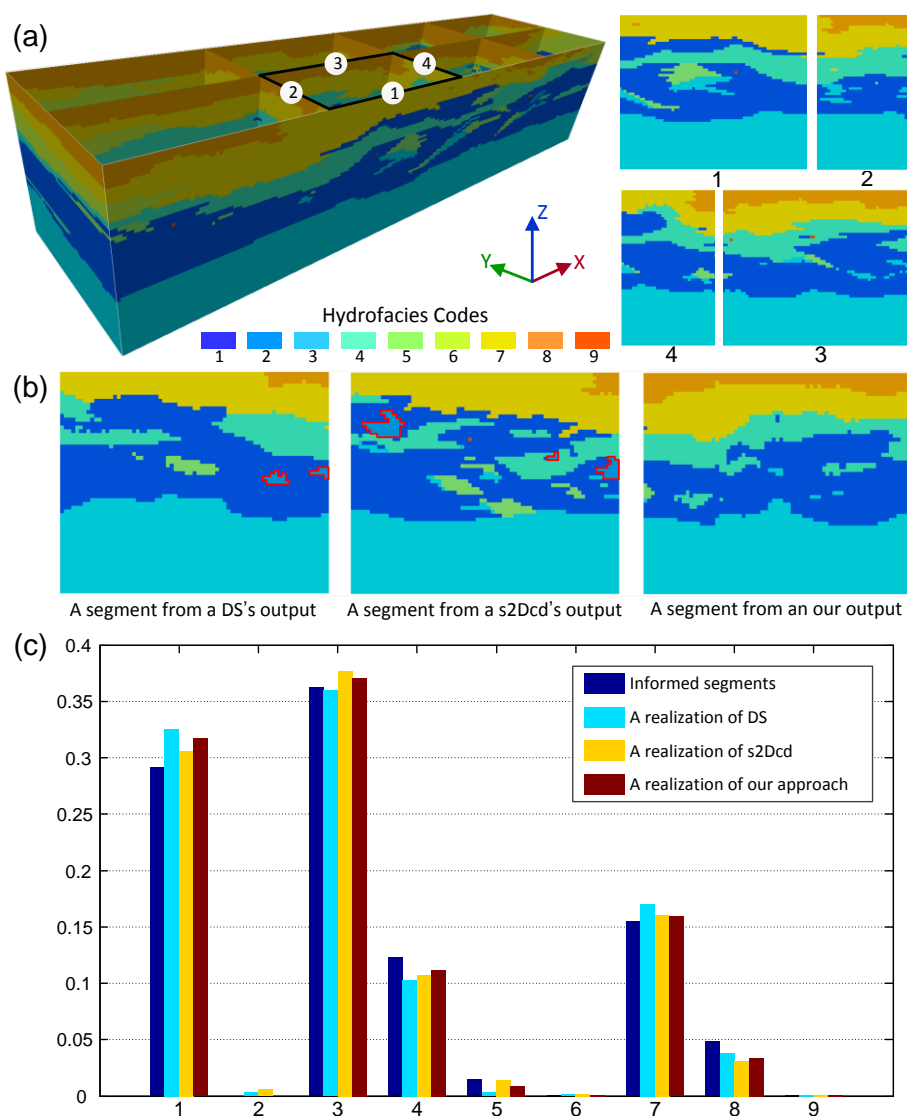 (a)
3
4
2
1
Z
Y
X
Hydrofacies Codes
1 2 3 4 5 6 7 8 9
1 2
4 3
(b)
A segment from a DS's output
A segment from a s2Dcd's output
A segment from an our output
(c)
0.4
0.35
0.3
0.25
0.2
0.15
0.1
0.05
0
Informed segments
A realization of DS
A realization of s2Dcd
A realization of our approach
1 2 3 4 5 6 7 8 9